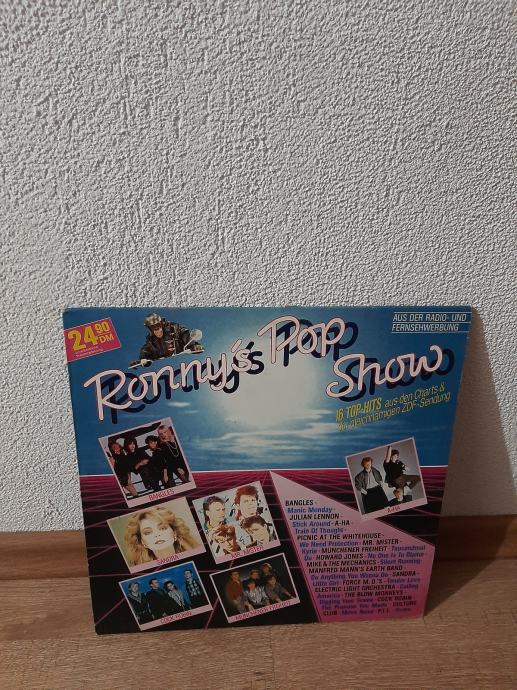 24.90 DM
AUS DER RADIO- UND
FERNSEHWERBUNG
Ronny's Pop
Show
16 TOP-HITS aus den Charts &
der gleichnamigen ZDF-Sendung
BANGLES
SANDRA
MR. MISTER
COCK ROBIN
MÜNCHENER FREIHEIT
A-HA
BANGLES ·
Manic Monday ·
JULIAN LENNON ·
Stick Around · A-HA ·
Train Of Thought ·
PICNIC AT THE WHITEHOUSE ·
We Need Protection · MR. MISTER ·
Kyrie · MÜNCHENER FREIHEIT · Tausendmal
Du · HOWARD JONES · No One Is To Blame ·
MIKE & THE MECHANICS · Silent Running ·
MANFRED MANN'S EARTH BAND ·
Do Anything You Wanna Do · SANDRA ·
Little Girl · FORCE M.D.'S · Tender Love ·
ELECTRIC LIGHT ORCHESTRA · Calling
America · THE BLOW MONKEYS ·
Digging Your Scene · COCK ROBIN ·
The Promise You Made · CULTURE
CLUB · Move Away · P.I.L. ·